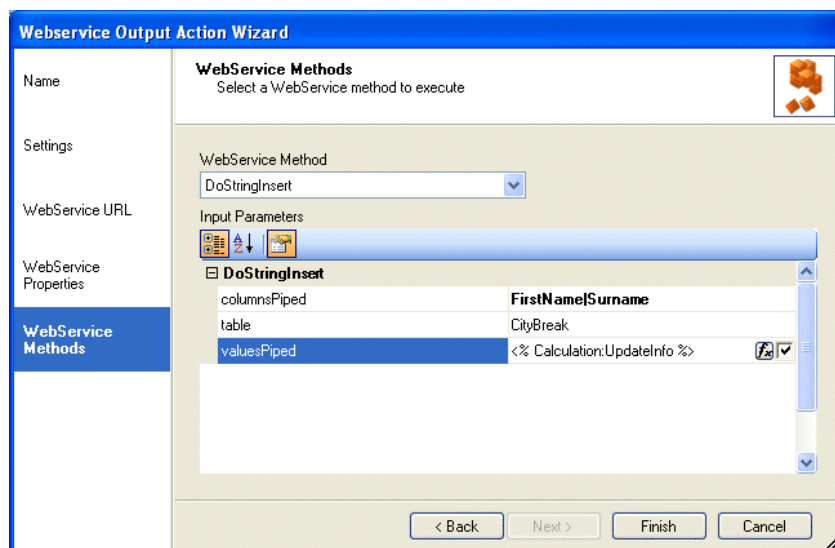 Webservice Output Action Wizard
Name
Settings
WebService URL
WebService
Properties
WebService
Methods
WebService Methods
Select a WebService method to execute
WebService Method
DoStringInsert
Input Parameters
DoStringInsert
columnsPiped FirstName|Surname
table CityBreak
valuesPiped <% Calculation:UpdateInfo %>
< Back Next > Finish Cancel